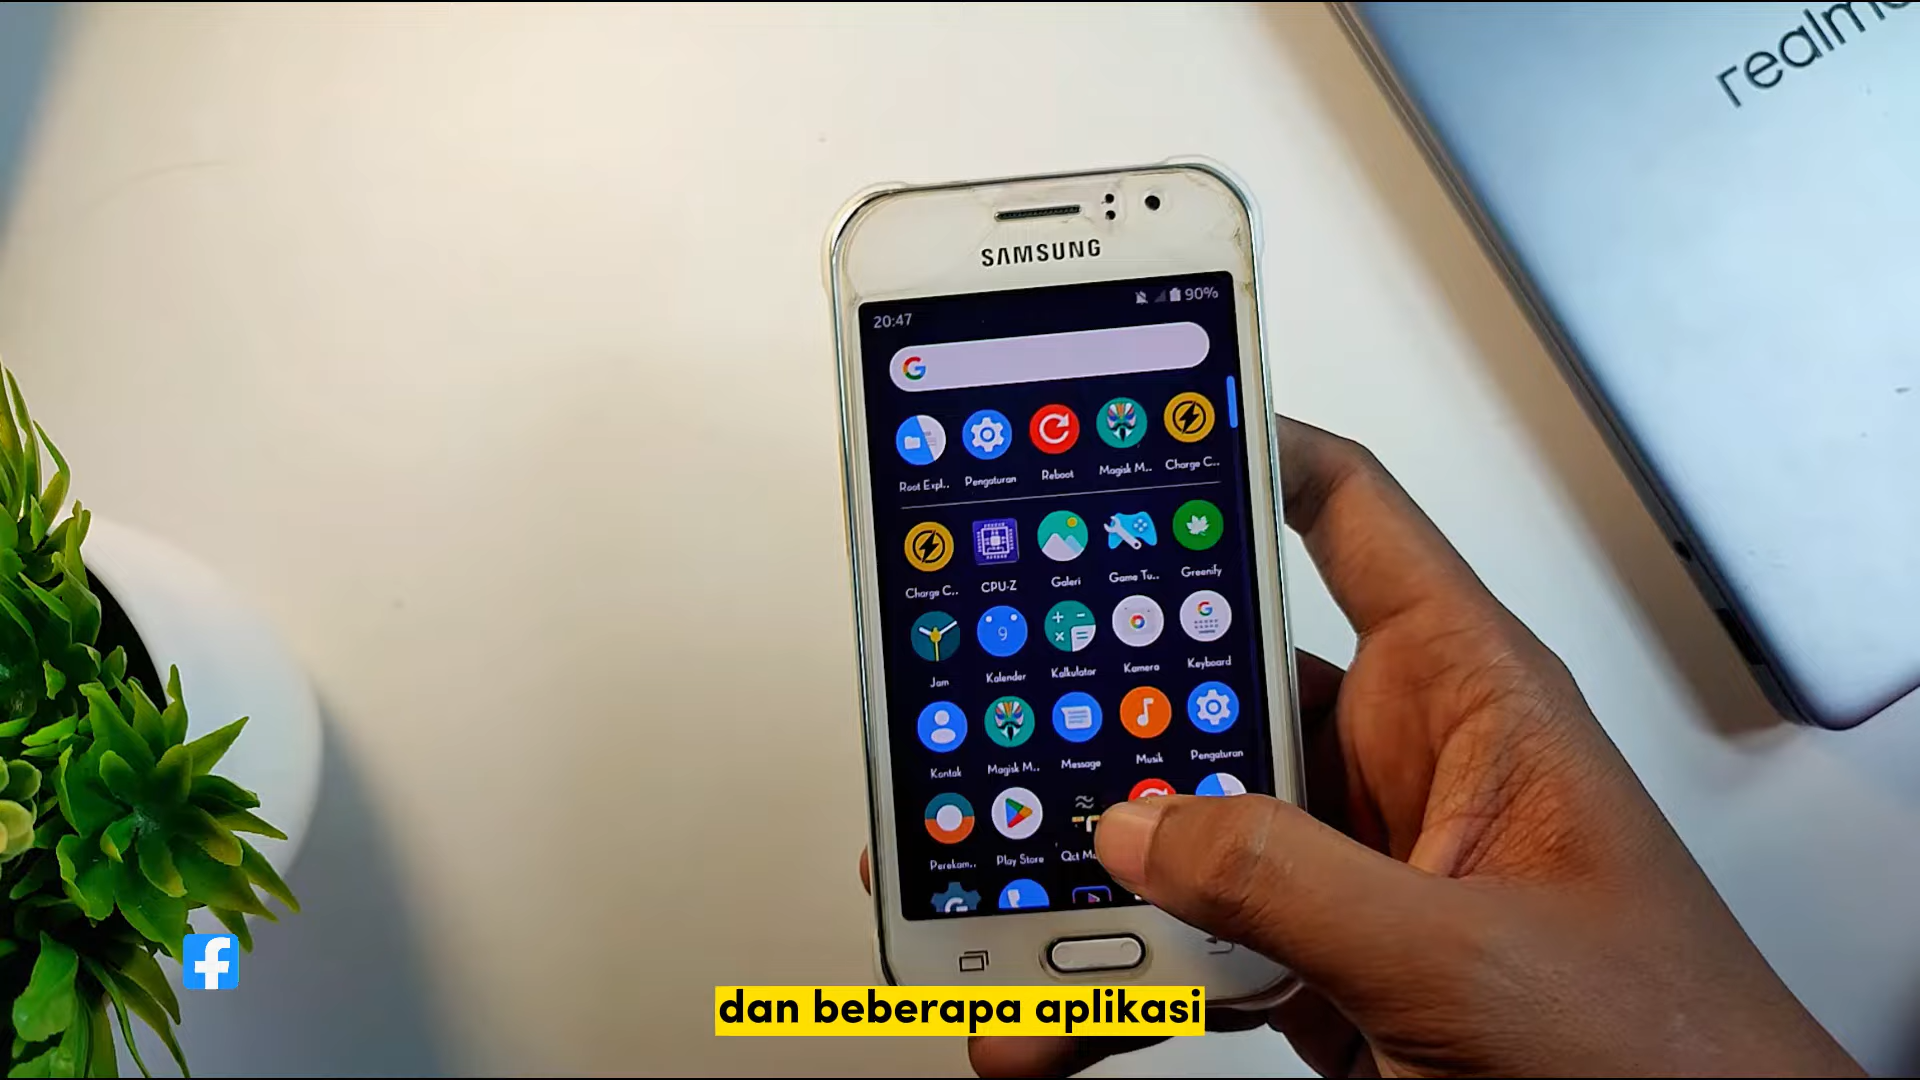 realme
SAMSUNG
20:47
90%
Root Expl..
Pengaturan
Reboot
Magisk M..
Charge C..
Charge C..
CPU-Z
Galeri
Game Tu..
Greenify
Jam
Kalender
9
Kalkulator
Kamera
Keyboard
Kontak
Magisk M..
Message
Musik
Pengaturan
Perekam..
Play Store
dan beberapa aplikasi